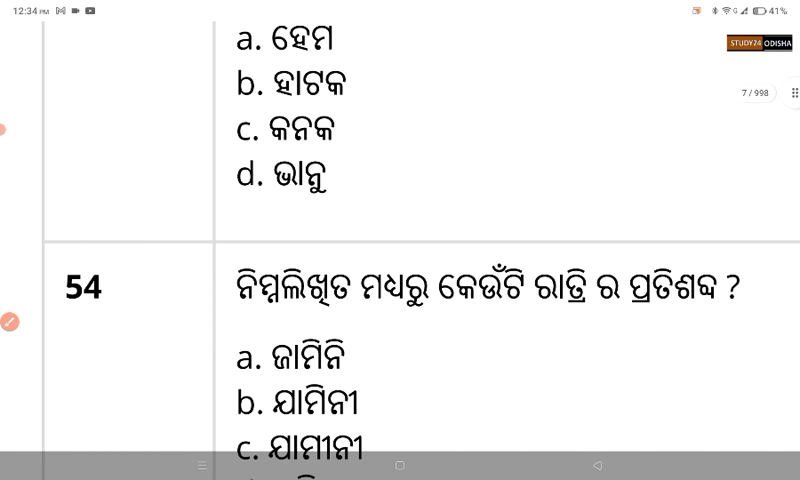 12:34 PM
41%
STUDY24 ODISHA
7 / 998
a. ହେମ
b. ହାଟକ
c. କନକ
d. ଭାନୁ
54 ନିମ୍ନଲିଖିତ ମଧ୍ୟରୁ କେଉଁଟି ରାତ୍ରି ର ପ୍ରତିଶବ୍ଦ ?
a. ଜାମିନି
b. ଯାମିନୀ
c. ଯାମୀନୀ